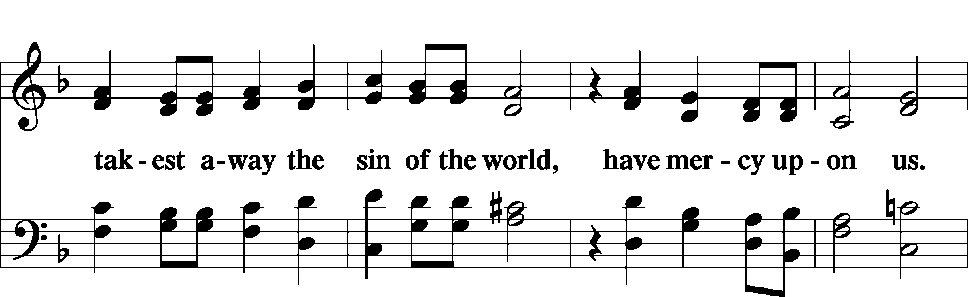 tak - est a - way the sin of the world, have mer - cy up - on us.